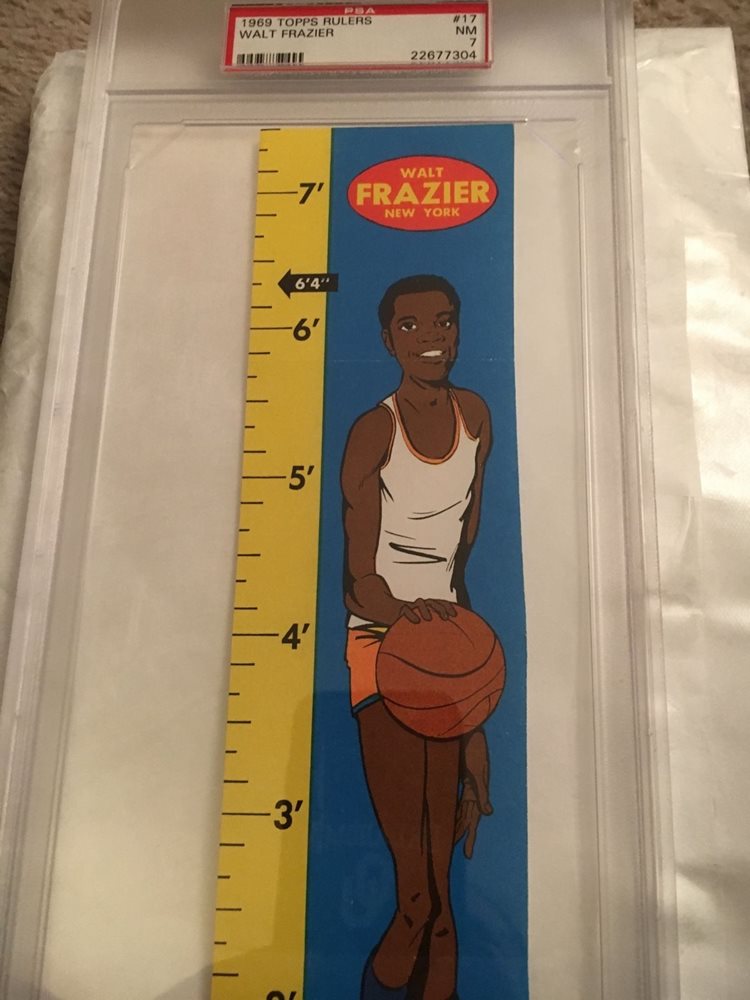 PSA
1969 TOPPS RULERS #17
WALT FRAZIER NM
7
22677304
WALT
FRAZIER
NEW YORK
7'
6'4"
6'
5'
4'
3'